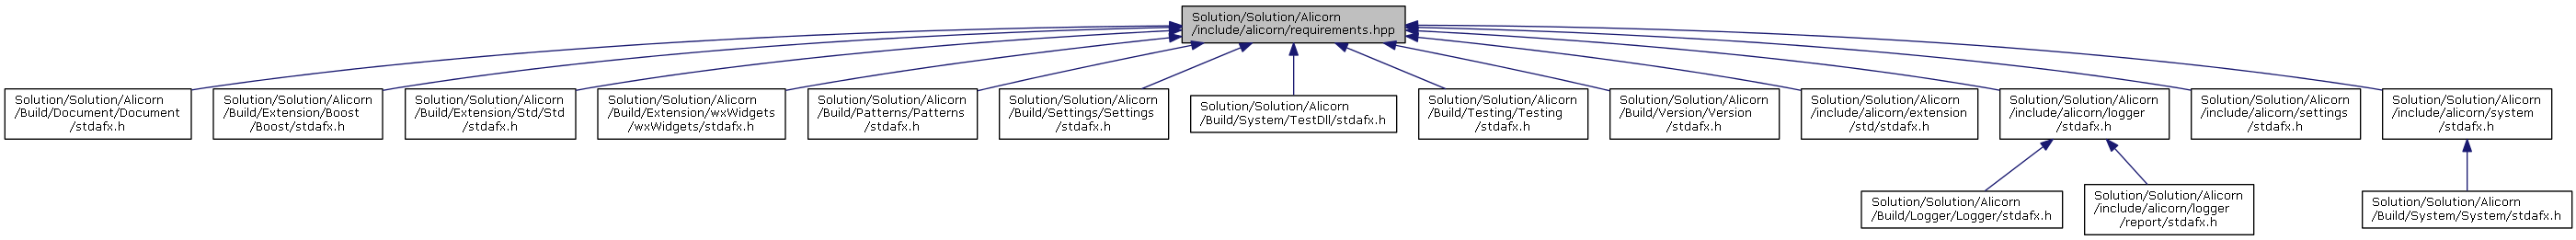 Solution/Solution/Alicorn
/include/alicorn/requirements.hpp
Solution/Solution/Alicorn
/Build/Document/Document
/stdafx.h
Solution/Solution/Alicorn
/Build/Extension/Boost
/Boost/stdafx.h
Solution/Solution/Alicorn
/Build/Extension/Std/Std
/stdafx.h
Solution/Solution/Alicorn
/Build/Extension/wxWidgets
/wxWidgets/stdafx.h
Solution/Solution/Alicorn
/Build/Patterns/Patterns
/stdafx.h
Solution/Solution/Alicorn
/Build/Settings/Settings
/stdafx.h
Solution/Solution/Alicorn
/Build/System/TestDll/stdafx.h
Solution/Solution/Alicorn
/Build/Testing/Testing
/stdafx.h
Solution/Solution/Alicorn
/Build/Version/Version
/stdafx.h
Solution/Solution/Alicorn
/include/alicorn/extension
/std/stdafx.h
Solution/Solution/Alicorn
/include/alicorn/logger
/stdafx.h
Solution/Solution/Alicorn
/include/alicorn/settings
/stdafx.h
Solution/Solution/Alicorn
/include/alicorn/system
/stdafx.h
Solution/Solution/Alicorn
/Build/Logger/Logger/stdafx.h
Solution/Solution/Alicorn
/include/alicorn/logger
/report/stdafx.h
Solution/Solution/Alicorn
/Build/System/System/stdafx.h